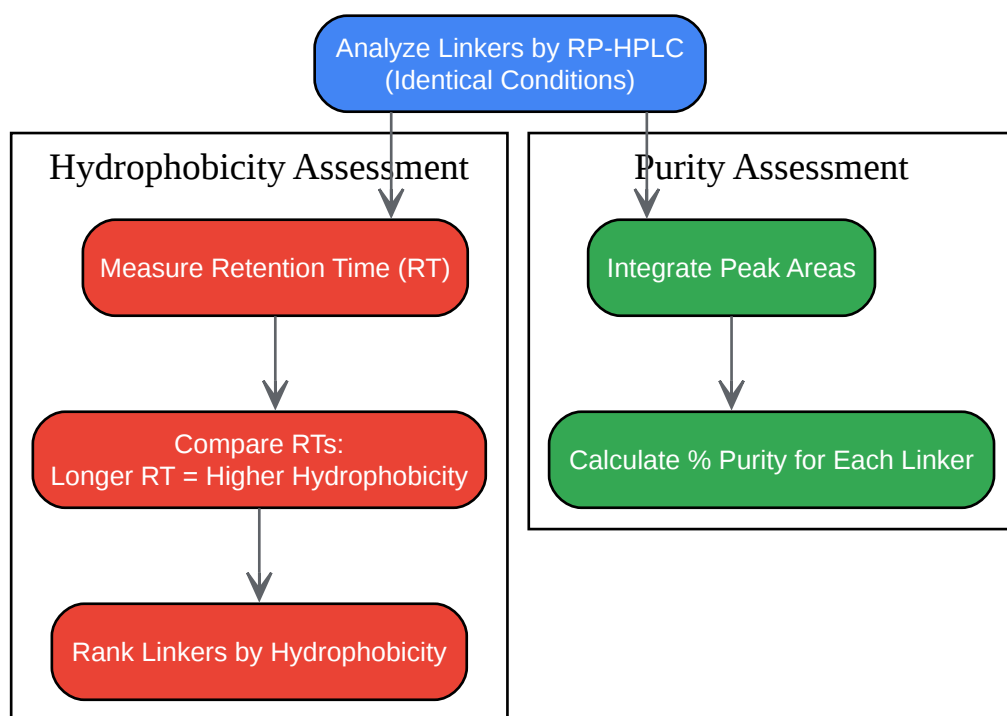 Analyze Linkers by RP-HPLC
(Identical Conditions)
Hydrophobicity Assessment
Measure Retention Time (RT)
Compare RTs:
Longer RT = Higher Hydrophobicity
Rank Linkers by Hydrophobicity
Purity Assessment
Integrate Peak Areas
Calculate % Purity for Each Linker